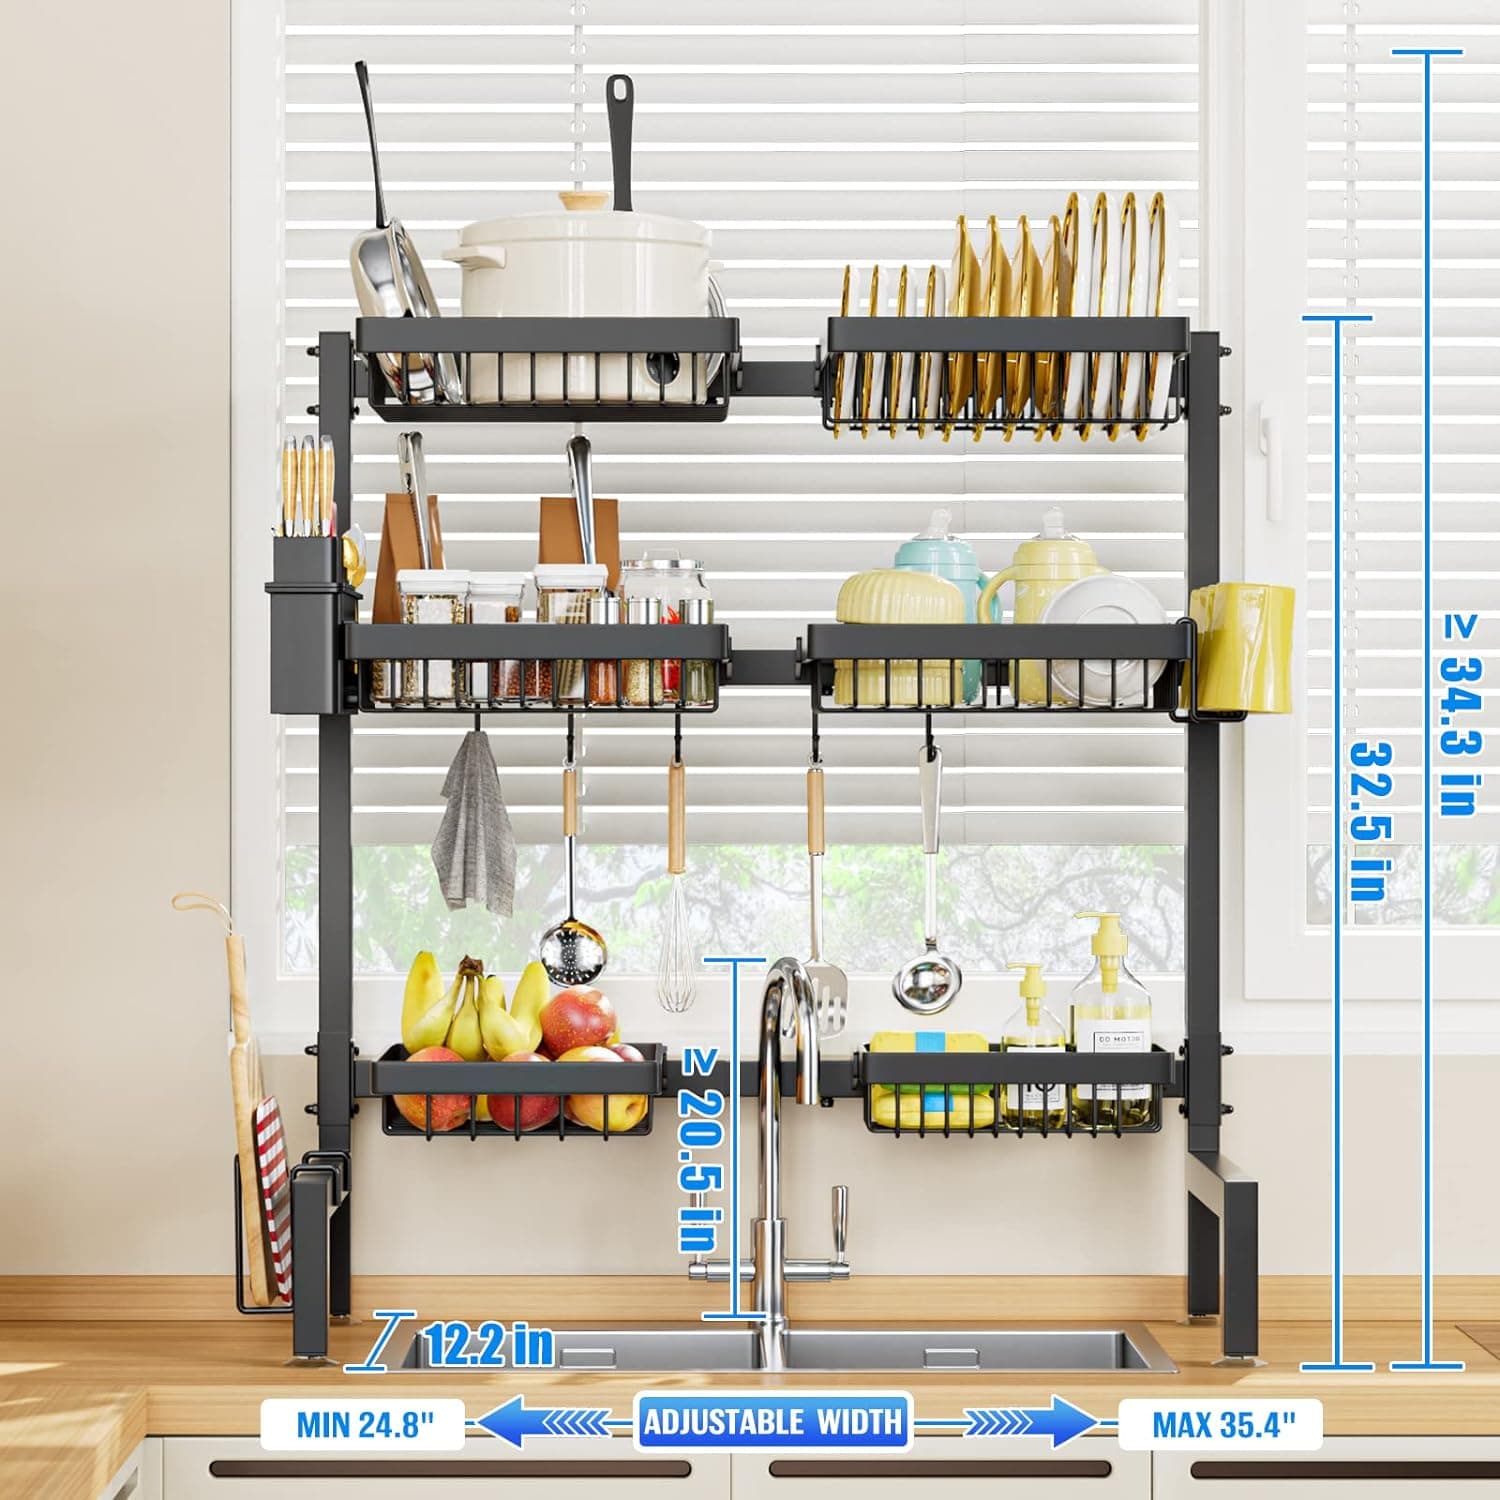 ≥ 34.3 in
32.5 in
≥ 20.5 in
12.2 in
MIN 24.8"
ADJUSTABLE WIDTH
MAX 35.4"